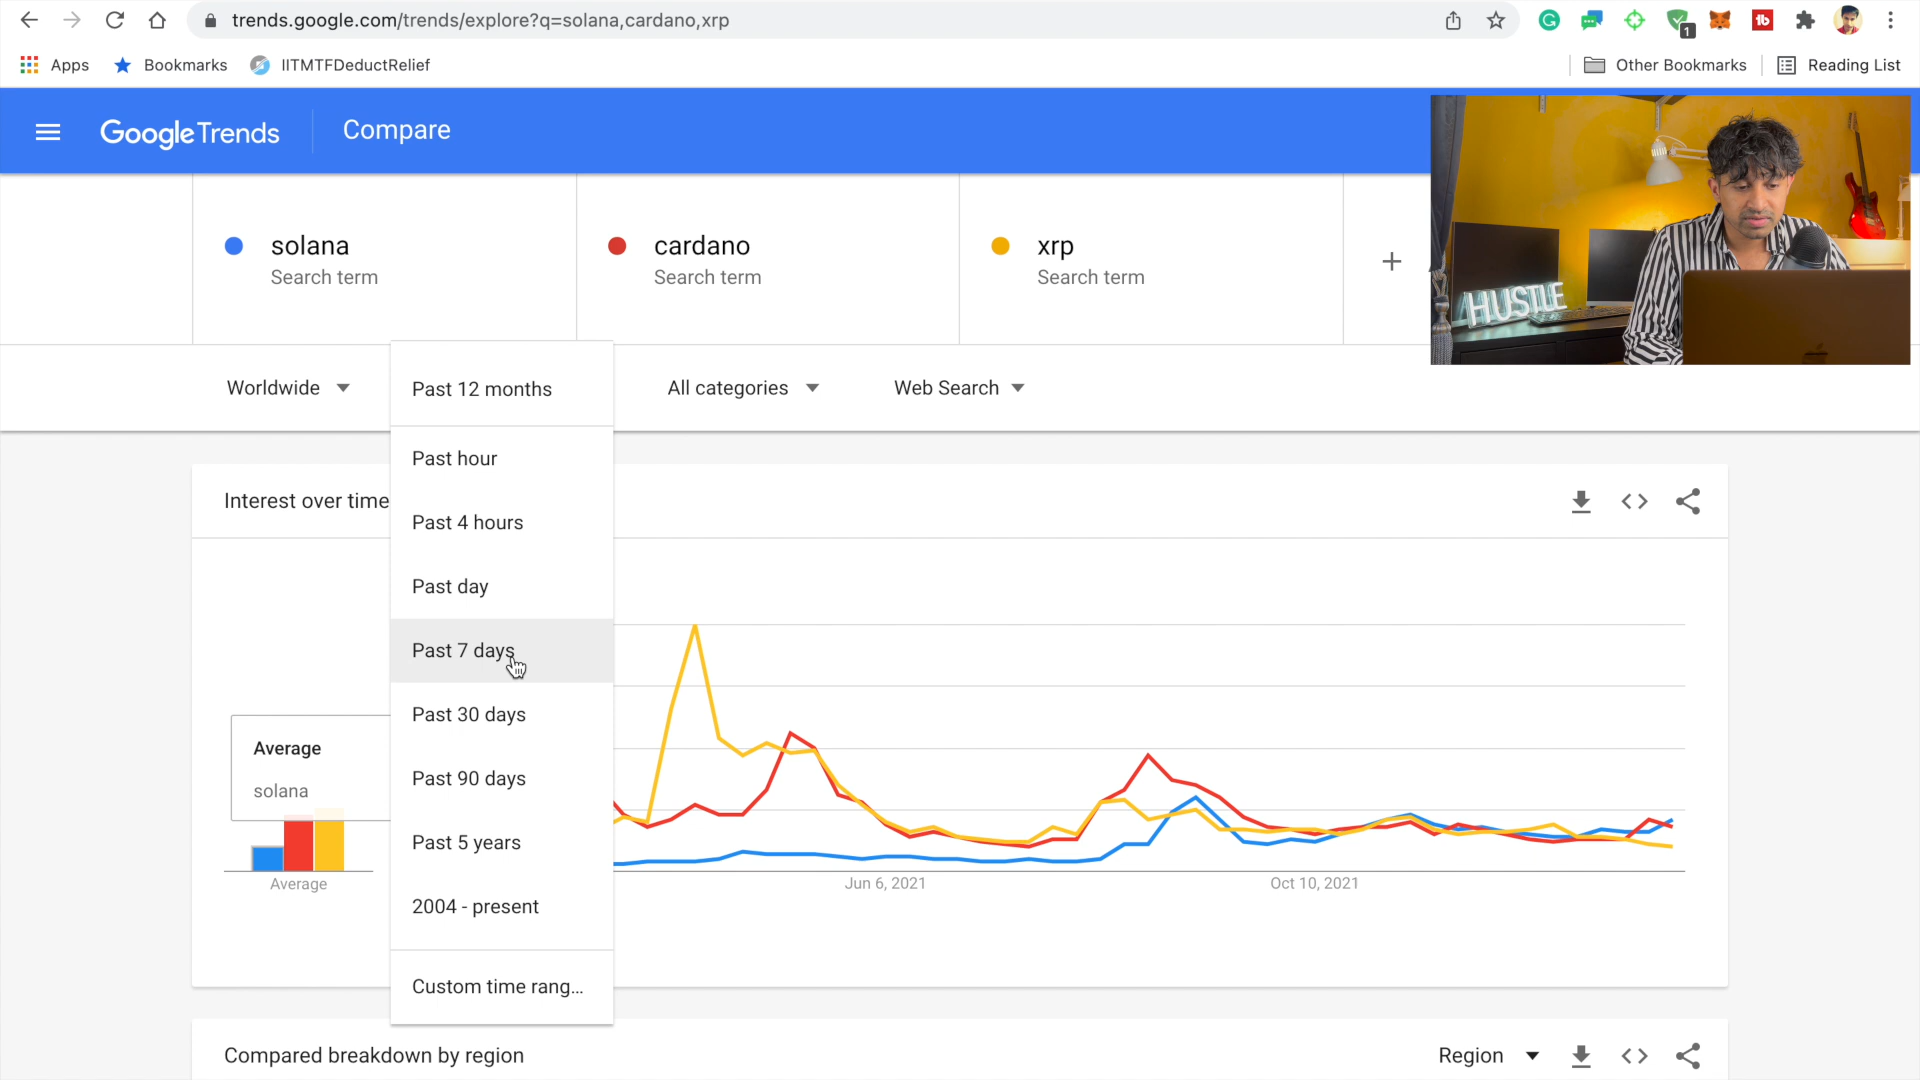 trends.google.com/trends/explore?q=solana,cardano,xrp
1
Apps
Bookmarks
IITMTFDeductRelief
Other Bookmarks
Reading List
Google Trends
Compare
solana
Search term
cardano
Search term
xrp
Search term
HUSTLE
Worldwide
Past 12 months
All categories
Web Search
Past hour
Past 4 hours
Past day
Past 7 days
Past 30 days
Past 90 days
Past 5 years
2004 - present
Custom time rang...
Interest over time
Average
solana
Average
Jun 6, 2021
Oct 10, 2021
Compared breakdown by region
Region